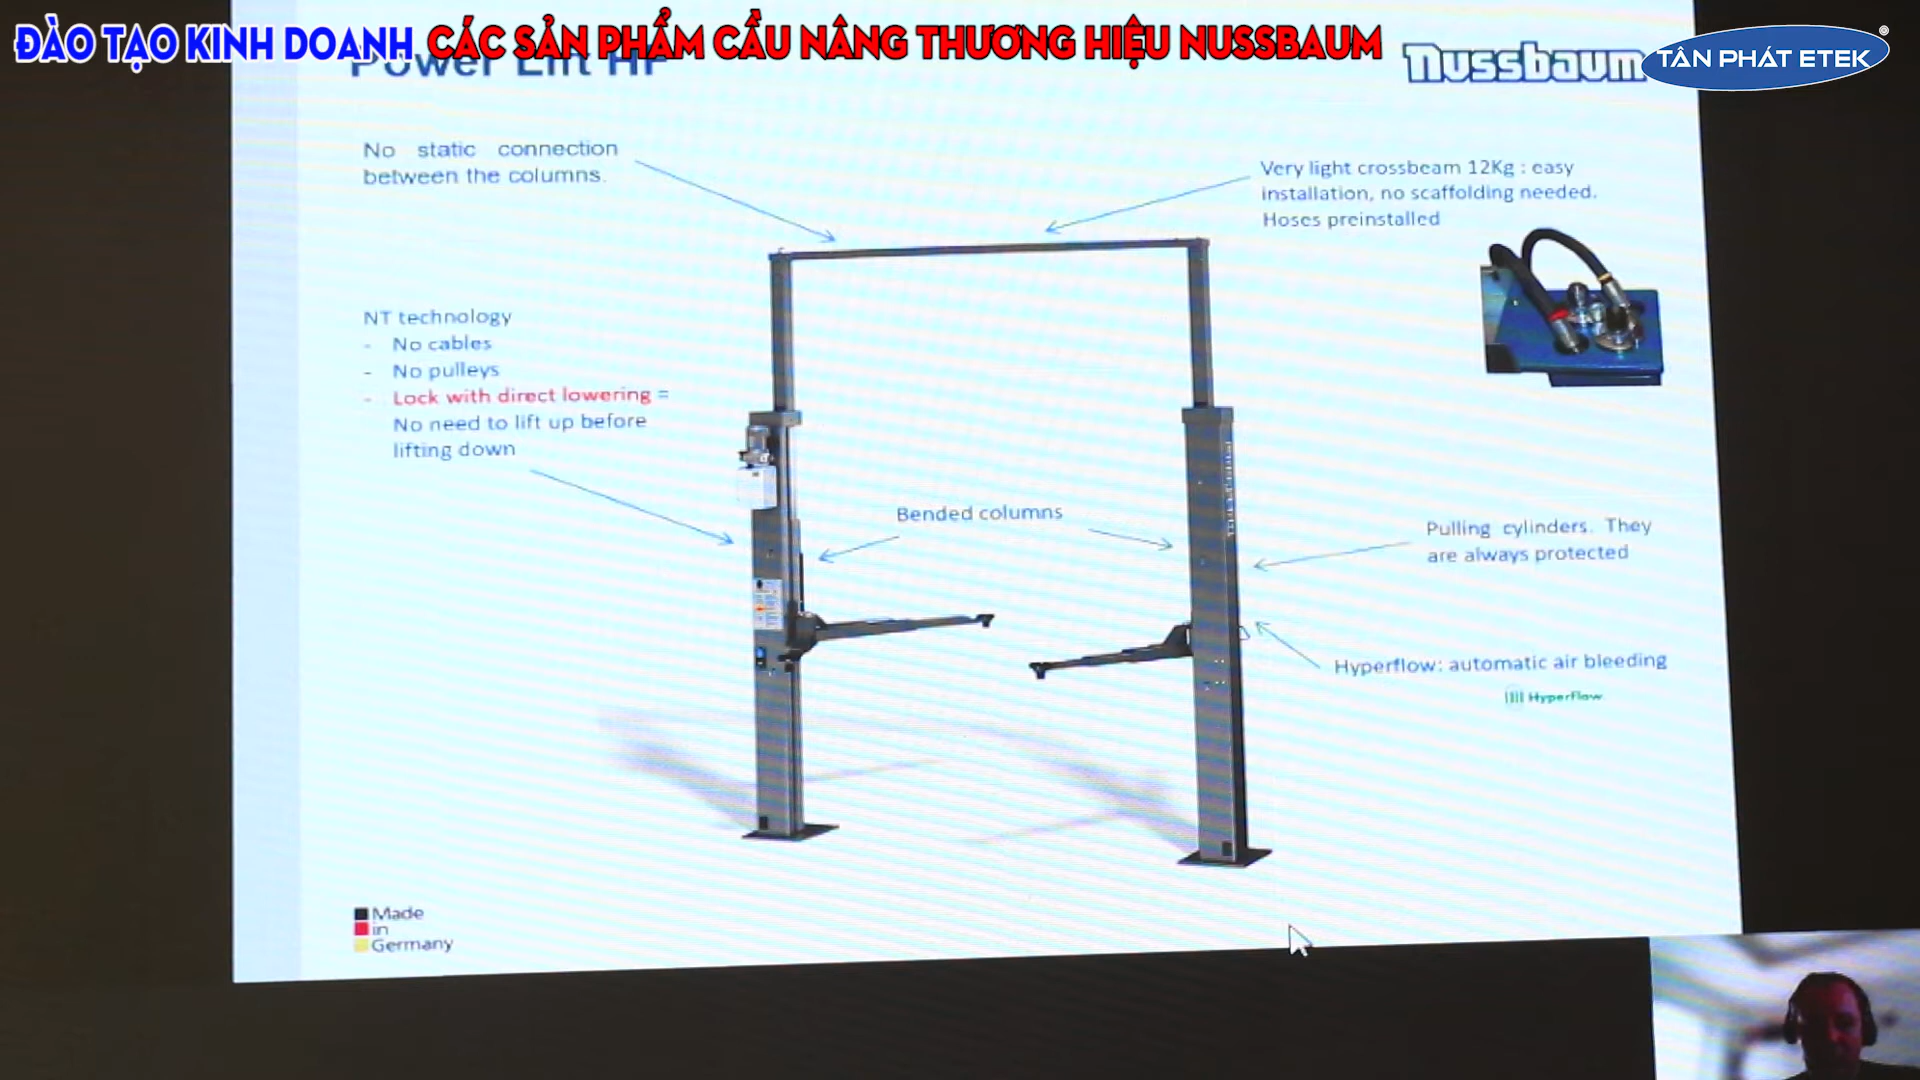 ĐÀO TẠO KINH DOANH CÁC SẢN PHẨM CẦU NÂNG THƯƠNG HIỆU NUSSBAUM
Power Lift HF
Nussbaum
TÂN PHÁT ETEK
No static connection
between the columns.
Very light crossbeam 12Kg : easy
installation, no scaffolding needed.
Hoses preinstalled
NT technology
- No cables
- No pulleys
- Lock with direct lowering =
No need to lift up before
lifting down
Bended columns
Pulling cylinders. They
are always protected
Hyperflow: automatic air bleeding
Hyperflow
Made
in
Germany